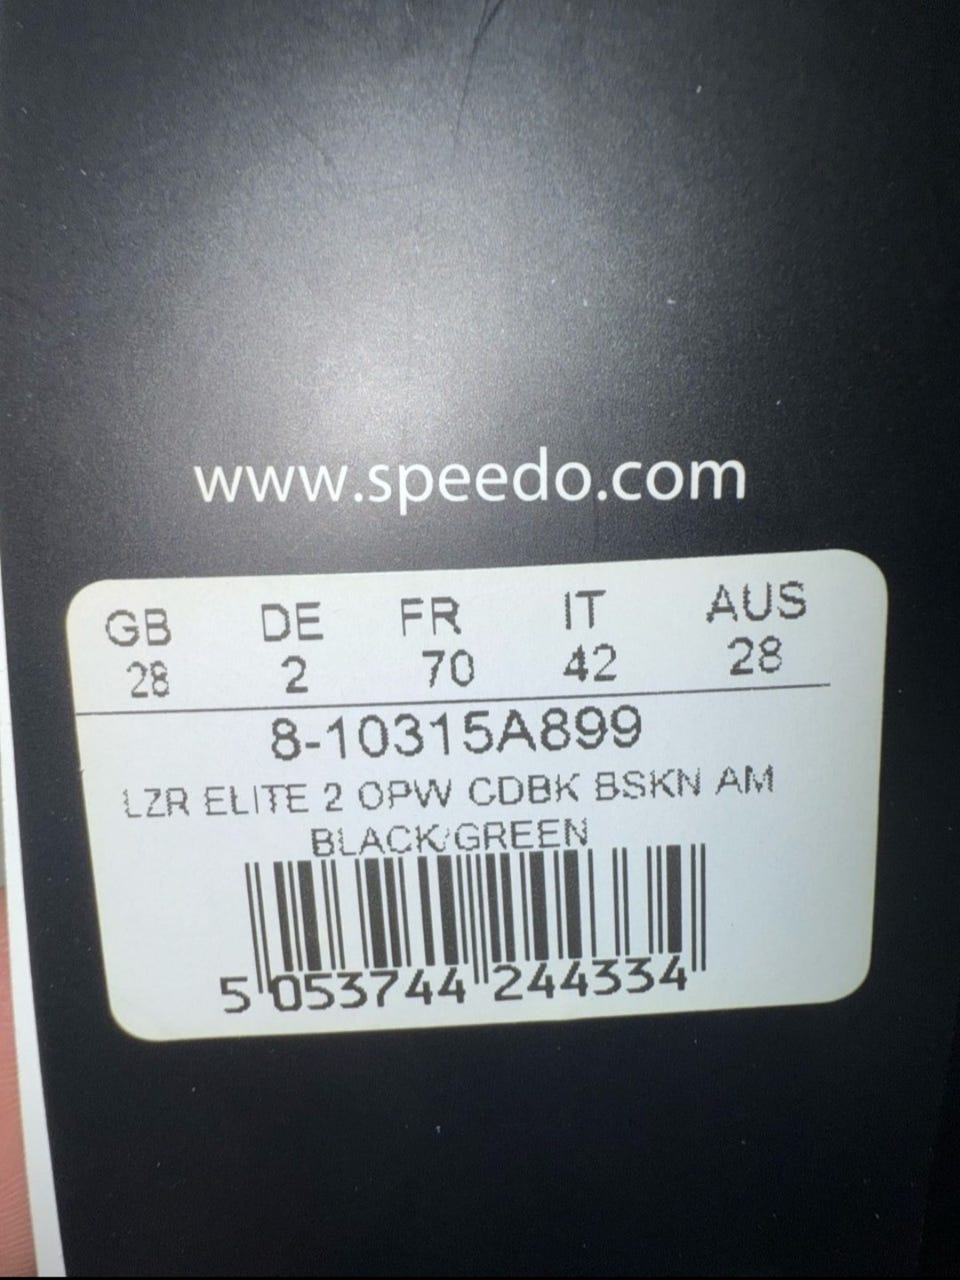 www.speedo.com
GB DE FR IT AUS
28 2 70 42 28
8-10315A899
LZR ELITE 2 OPW CDBK BSKN AM
BLACK/GREEN
5 053744 244334